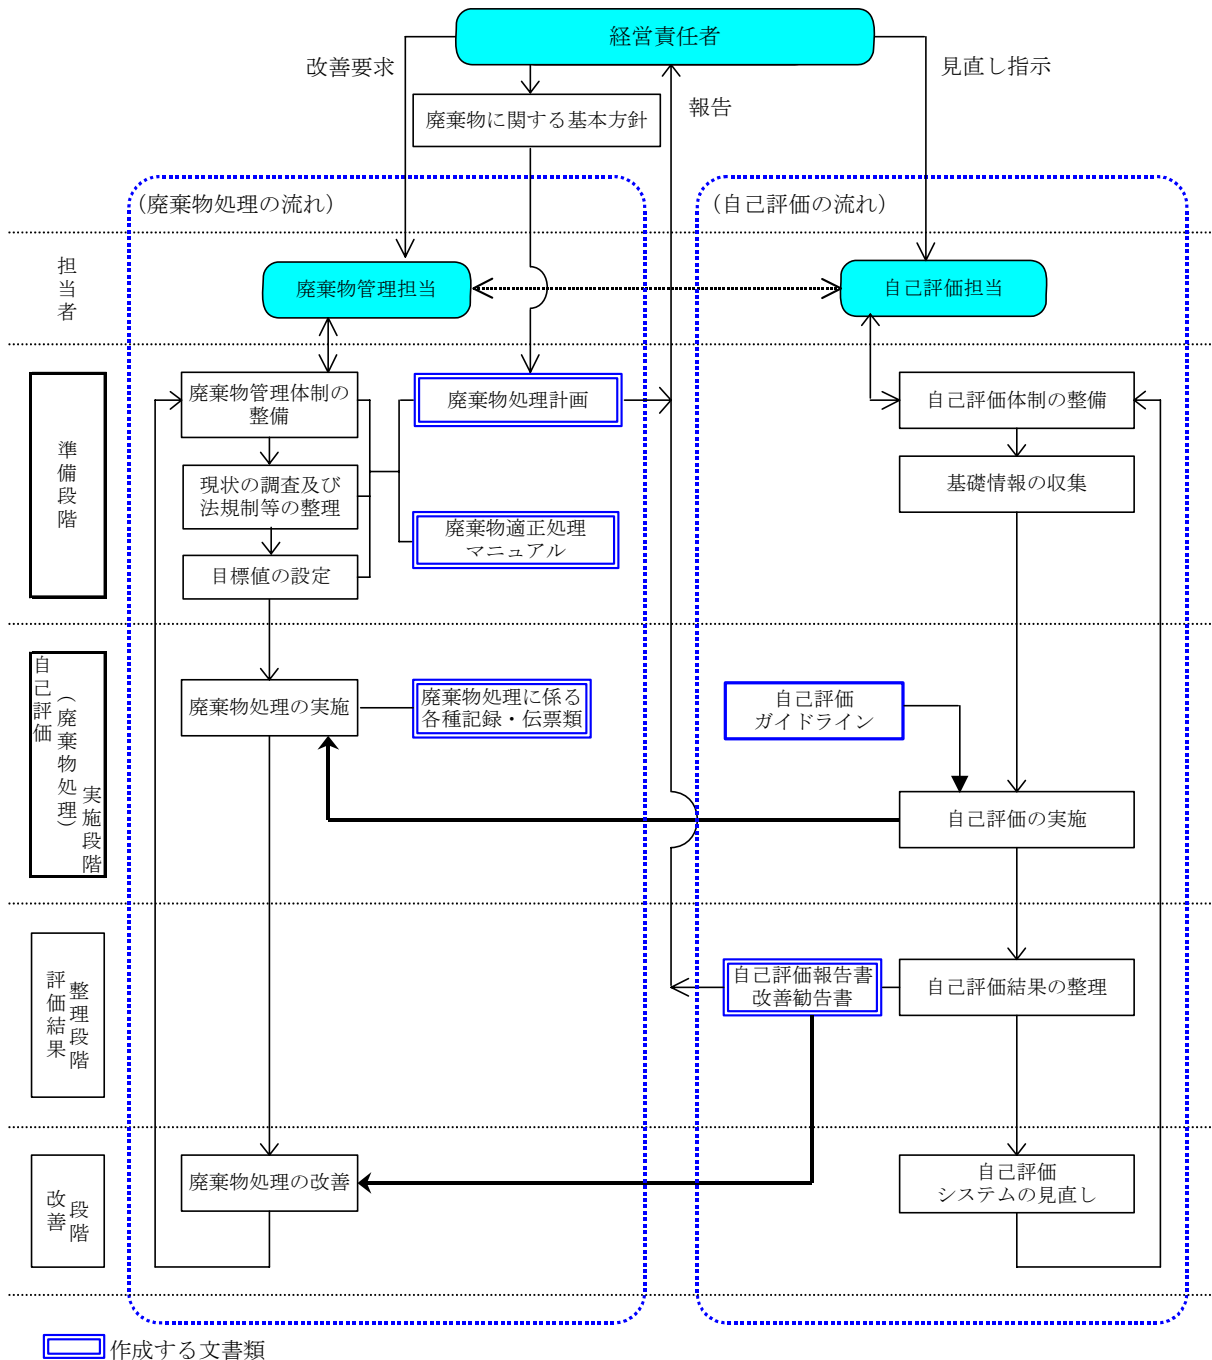 経営責任者
改善要求
見直し指示
報告
廃棄物に関する基本方針
（廃棄物処理の流れ）
（自己評価の流れ）
担当者
廃棄物管理担当
自己評価担当
準備段階
廃棄物管理体制の
整備
廃棄物処理計画
自己評価体制の整備
現状の調査及び
法規制等の整理
基礎情報の収集
廃棄物適正処理
マニュアル
目標値の設定
自己評価
（廃棄物処理）
実施段階
廃棄物処理の実施
廃棄物処理に係る
各種記録・伝票類
自己評価
ガイドライン
自己評価の実施
評価結果
整理段階
自己評価報告書
改善勧告書
自己評価結果の整理
改善
段階
廃棄物処理の改善
自己評価
システムの見直し
作成する文書類